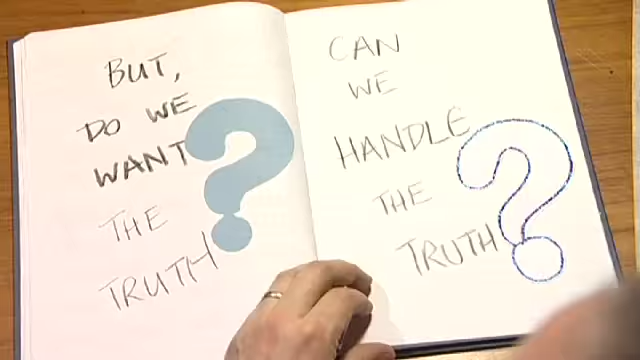 BUT,
DO WE
WANT
THE
TRUTH?
CAN
WE
HANDLE
THE
TRUTH?